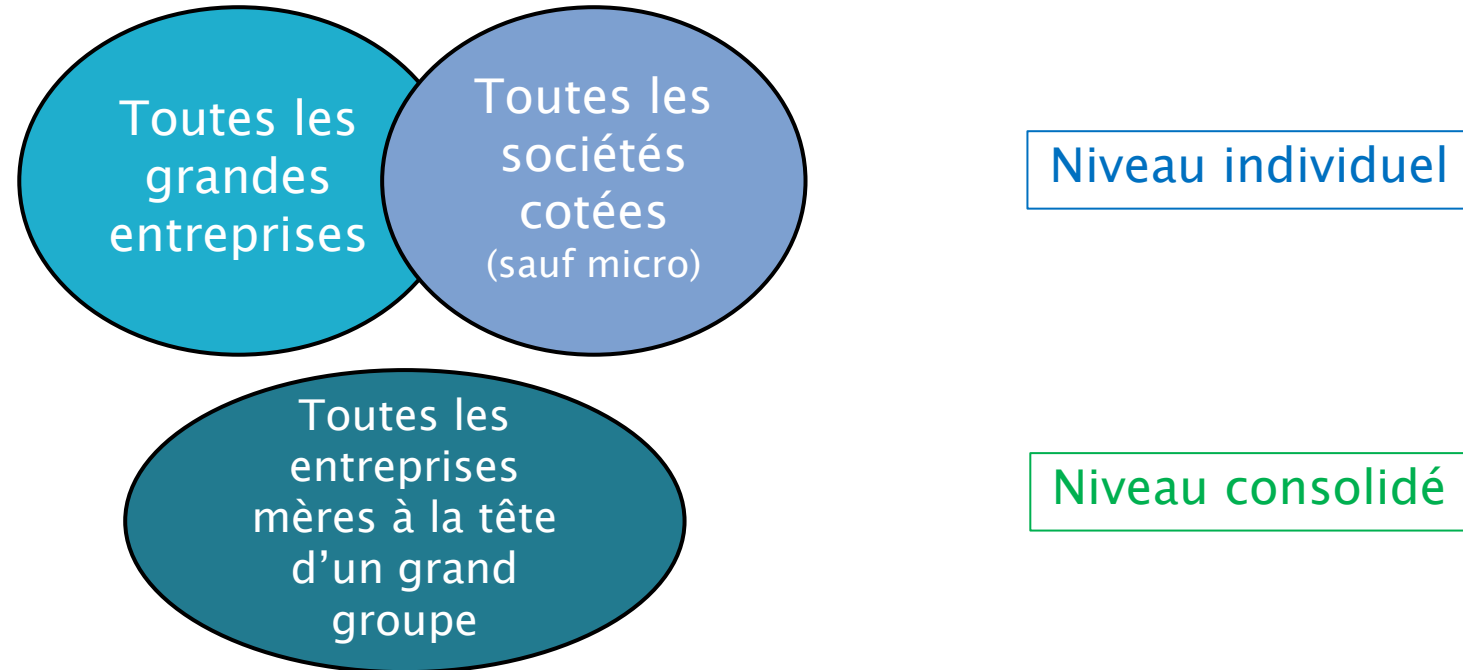 Toutes les
grandes
entreprises
Toutes les
sociétés
cotées
(sauf micro)
Niveau individuel
Toutes les
entreprises
mères à la tête
d’un grand
groupe
Niveau consolidé